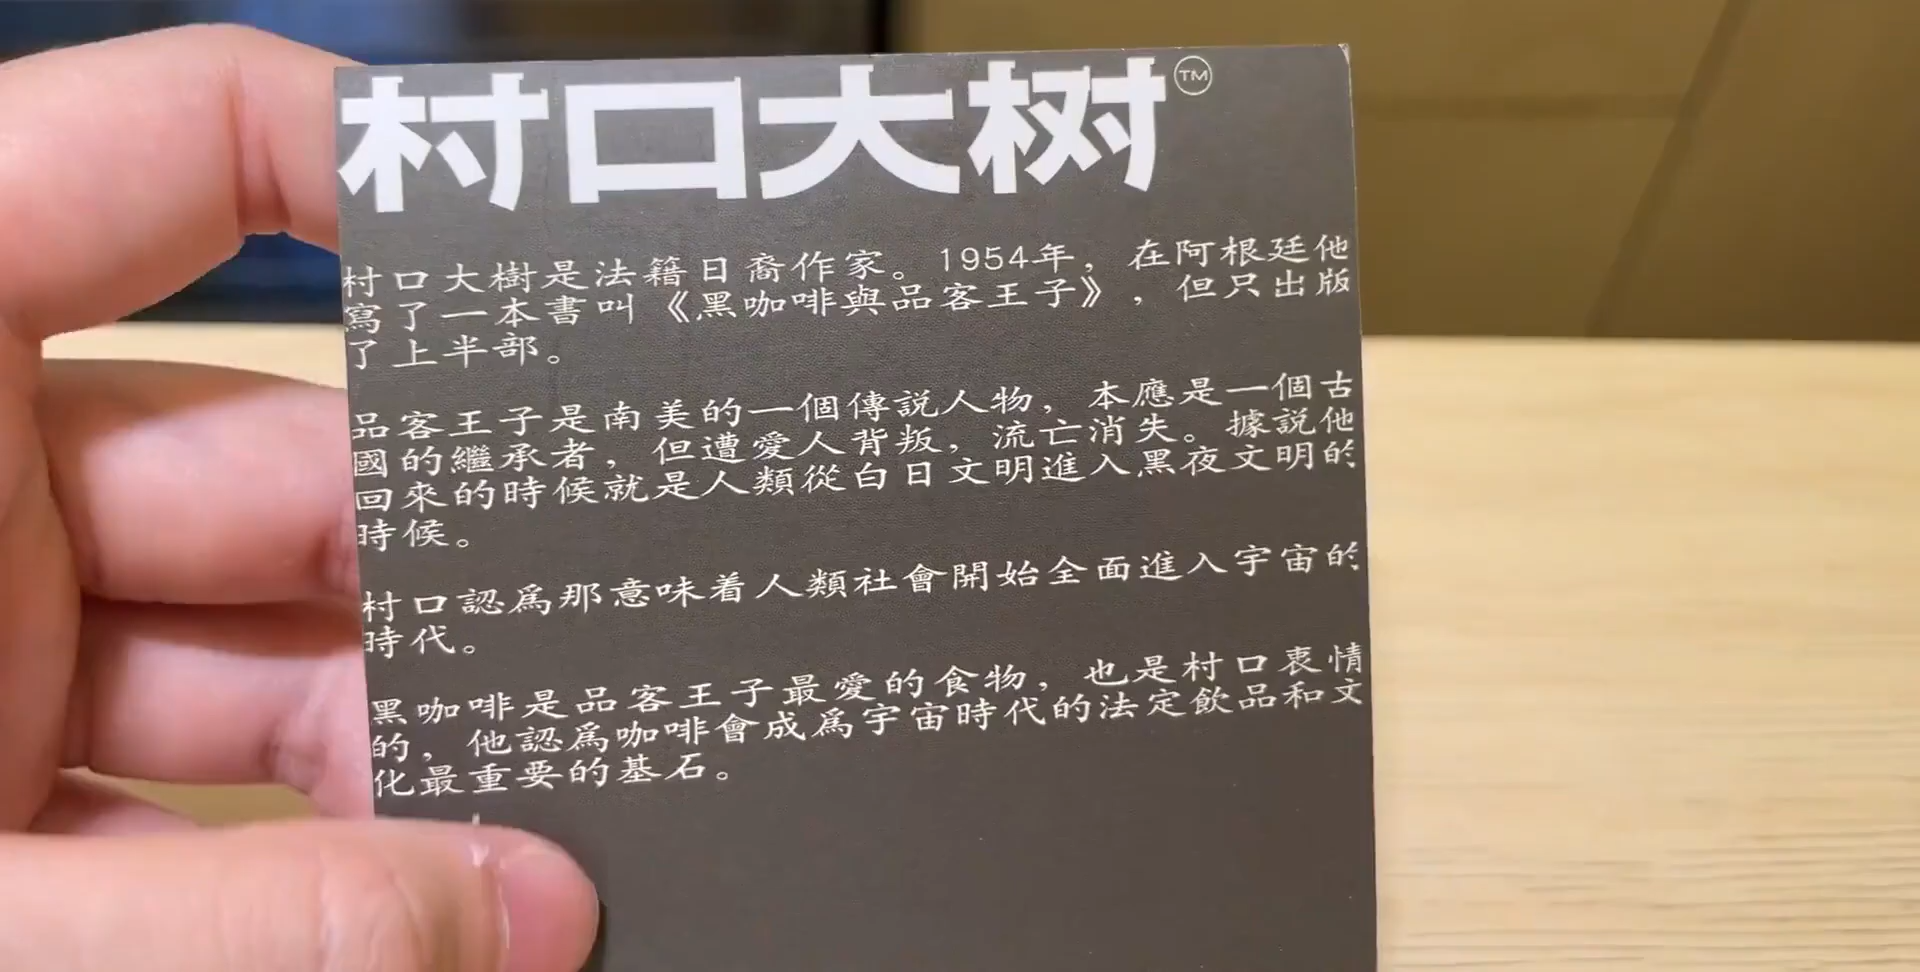 村口大树 TM
村口大樹是法籍日裔作家。1954年，在阿根廷他
寫了一本書叫《黑咖啡與品客王子》，但只出版
了上半部。
品客王子是南美的一個傳説人物，本應是一個古
國的繼承者，但遭愛人背叛，流亡消失。據説他
回來的時候就是人類從白日文明進入黑夜文明的
時候。
村口認爲那意味着人類社會開始全面進入宇宙的
時代。
黑咖啡是品客王子最愛的食物，也是村口衷情
的，他認爲咖啡會成爲宇宙時代的法定飲品和文
化最重要的基石。